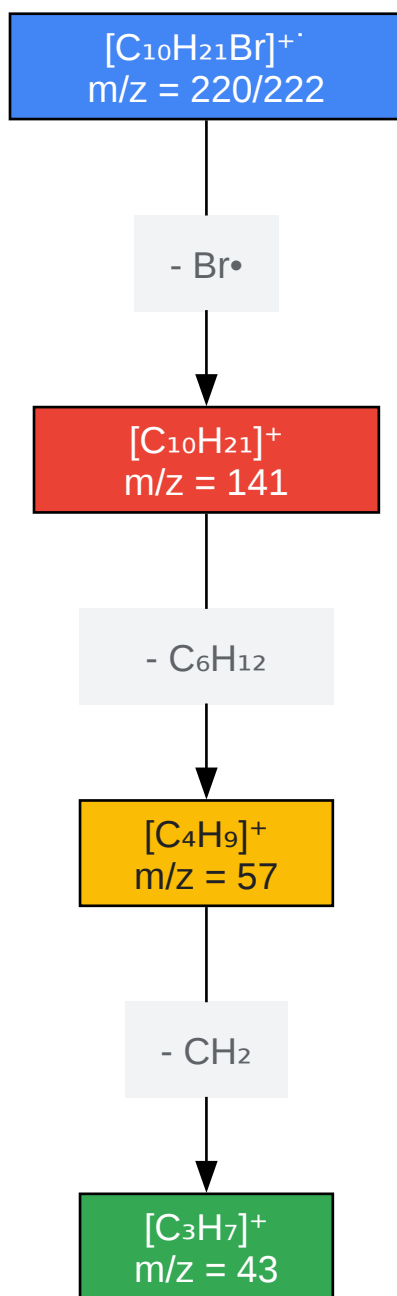 [C₁₀H₂₁Br]⁺˙
m/z = 220/222
- Br•
[C₁₀H₂₁]⁺
m/z = 141
- C₆H₁₂
[C₄H₉]⁺
m/z = 57
- CH₂
[C₃H₇]⁺
m/z = 43